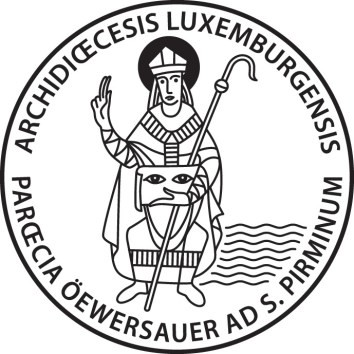 ARCHIDIŒCESIS LUXEMBURGENSIS
PARŒCIA ÖEWERSAUER AD S. PIRMINUM